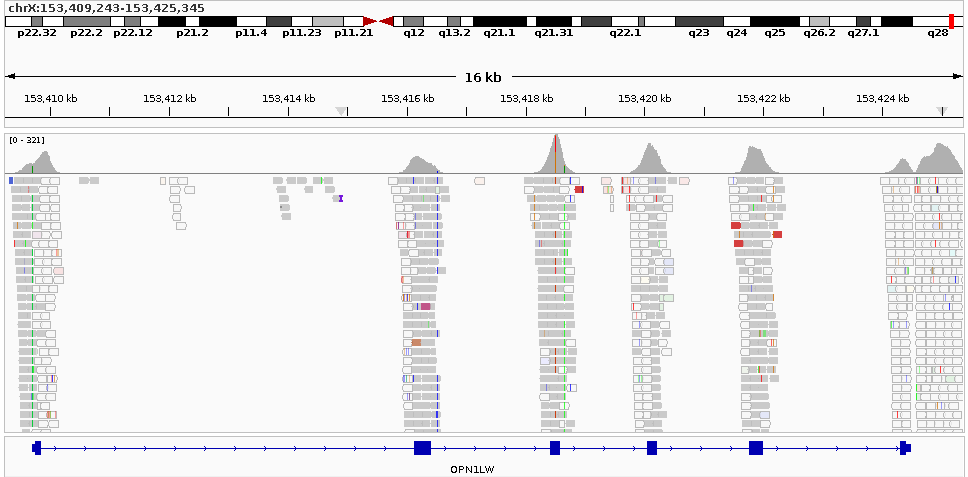 chrX:153,409,243-153,425,345
p22.32 p22.2 p22.12 p21.2 p11.4 p11.23 p11.21 q12 q13.2 q21.1 q21.31 q22.1 q23 q24 q25 q26.2 q27.1 q28
16 kb
153,410 kb 153,412 kb 153,414 kb 153,416 kb 153,418 kb 153,420 kb 153,422 kb 153,424 kb
[0 - 321]
OPN1LW